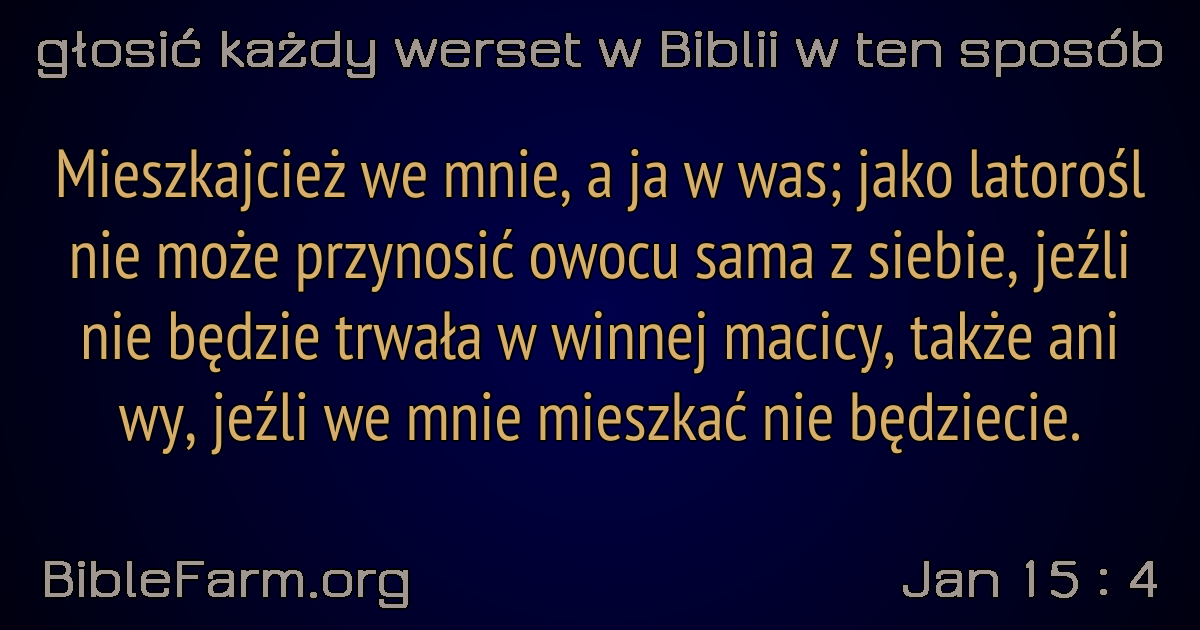 głosić każdy werset w Biblii w ten sposób
Mieszkajcież we mnie, a ja w was; jako latorośl
nie może przynosić owocu sama z siebie, jeźli
nie będzie trwała w winnej macicy, także ani
wy, jeźli we mnie mieszkać nie będziecie.
BibleFarm.org
Jan 15 : 4